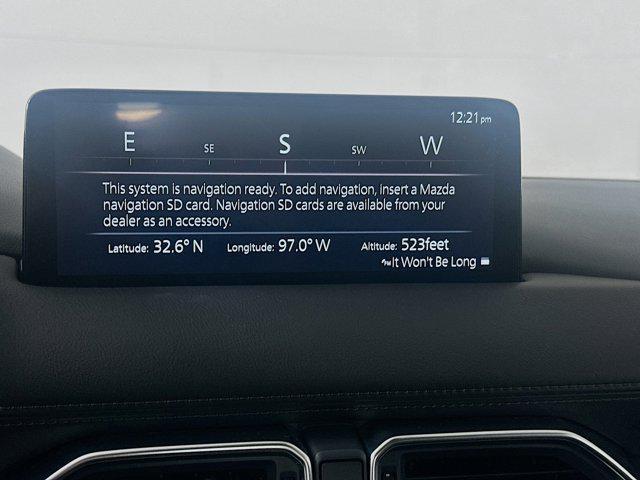 12:21pm
E SE S SW W
This system is navigation ready. To add navigation, insert a Mazda
navigation SD card. Navigation SD cards are available from your
dealer as an accessory.
Latitude: 32.6° N Longitude: 97.0° W Altitude: 523feet
It Won't Be Long